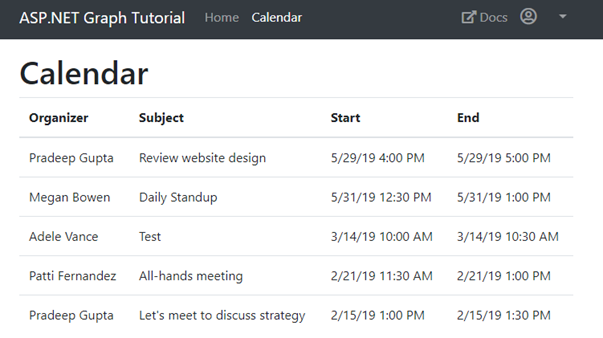 ASP.NET Graph Tutorial Home Calendar Docs
Calendar
Organizer Subject Start End
Pradeep Gupta Review website design 5/29/19 4:00 PM 5/29/19 5:00 PM
Megan Bowen Daily Standup 5/31/19 12:30 PM 5/31/19 1:00 PM
Adele Vance Test 3/14/19 10:00 AM 3/14/19 10:30 AM
Patti Fernandez All-hands meeting 2/21/19 11:30 AM 2/21/19 1:00 PM
Pradeep Gupta Let's meet to discuss strategy 2/15/19 1:00 PM 2/15/19 1:30 PM